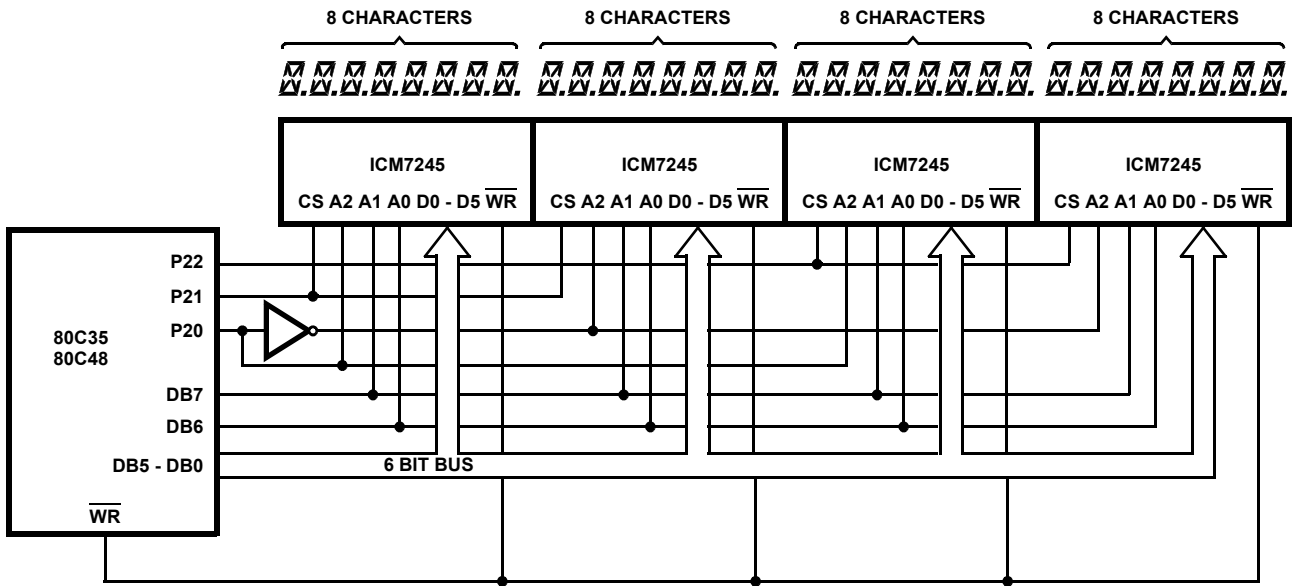 8 CHARACTERS 8 CHARACTERS 8 CHARACTERS 8 CHARACTERS
ICM7245 ICM7245 ICM7245 ICM7245
CS A2 A1 A0 D0 - D5 WR CS A2 A1 A0 D0 - D5 WR CS A2 A1 A0 D0 - D5 WR CS A2 A1 A0 D0 - D5 WR
P22
P21
P20
80C35
80C48
DB7
DB6
DB5 - DB0
6 BIT BUS
WR